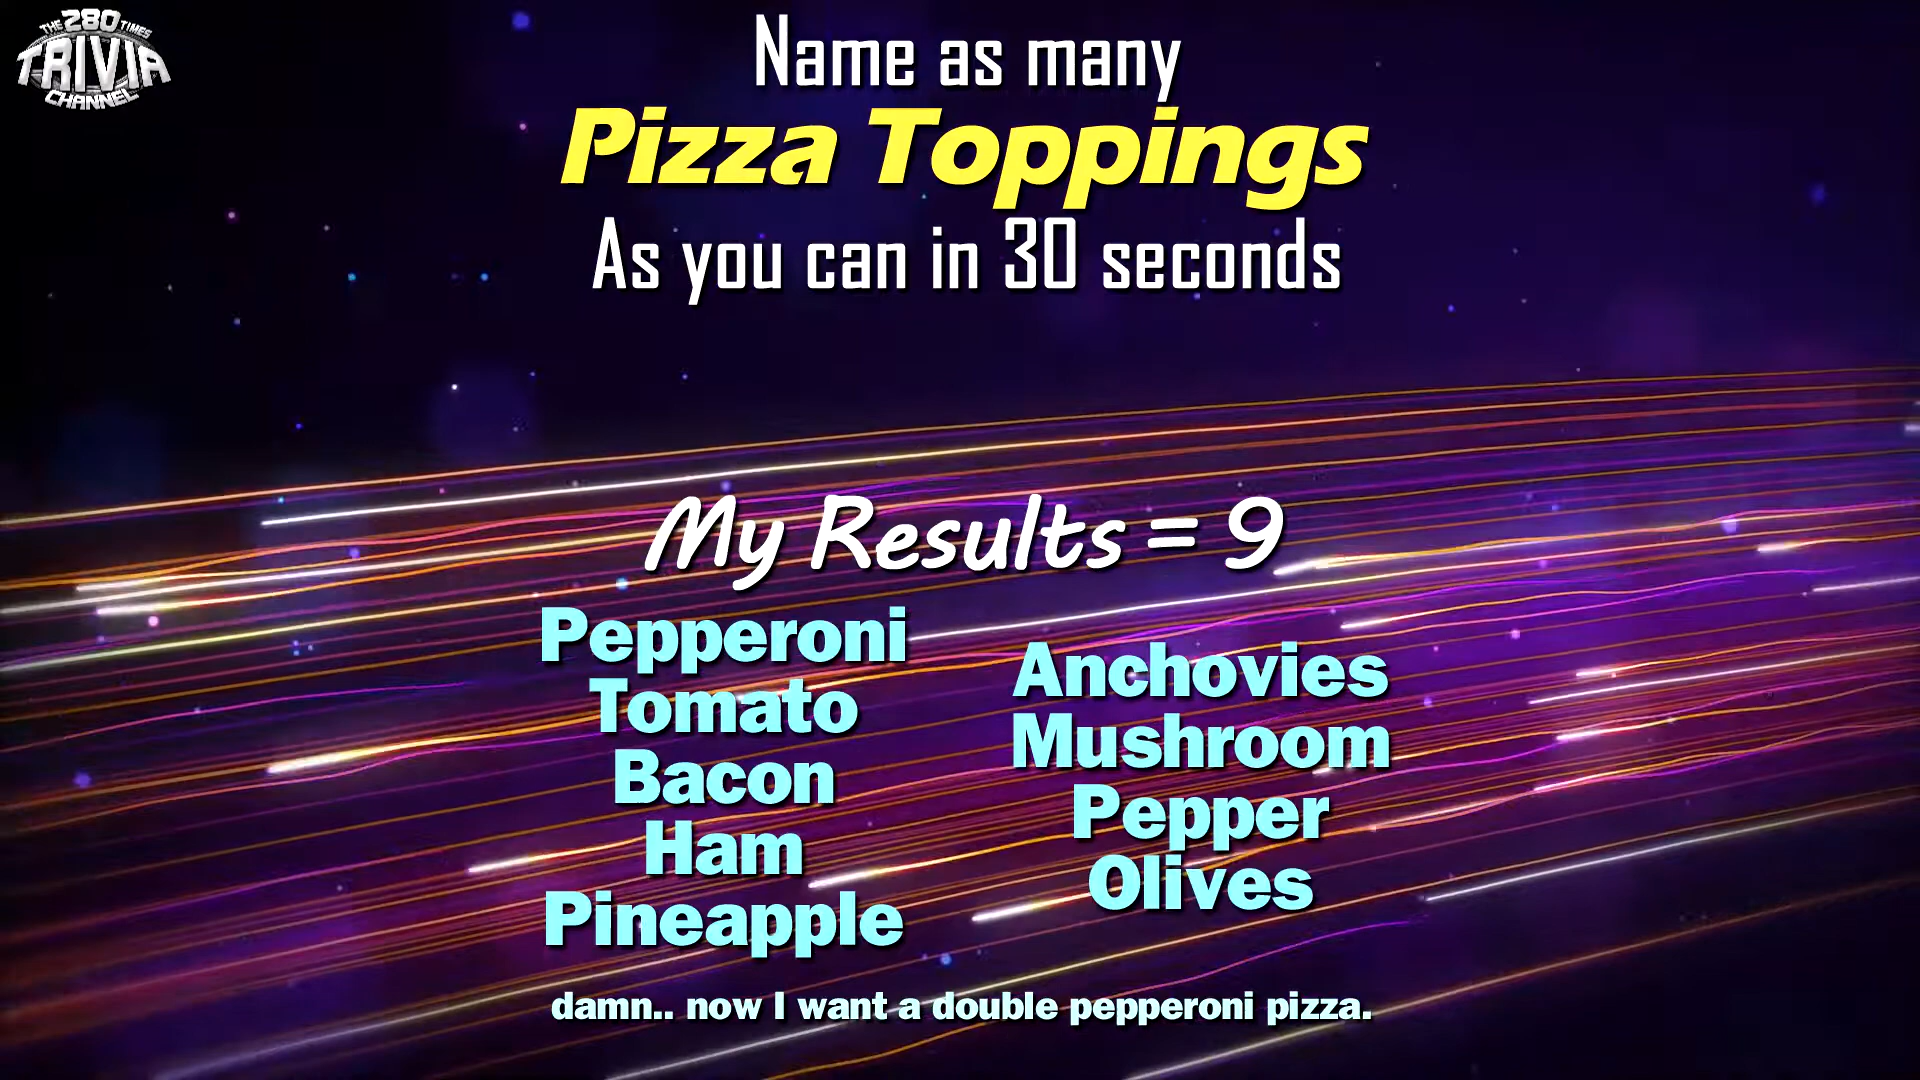 THE 280 TIMES
TRIVIA
CHANNEL
Name as many
Pizza Toppings
As you can in 30 seconds
My Results = 9
Pepperoni
Tomato
Bacon
Ham
Pineapple
Anchovies
Mushroom
Pepper
Olives
damn.. now I want a double pepperoni pizza.